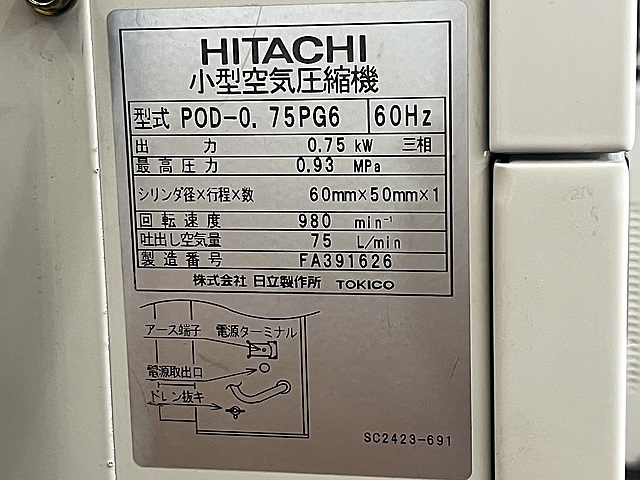 HITACHI
小型空気圧縮機
型式 POD-0.75PG6 60Hz
出力 0.75 kW 三相
最高圧力 0.93 MPa
シリンダ径×行程×数 60mm×50mm×1
回転速度 980 min⁻¹
吐出し空気量 75 L/min
製造番号 FA391626
株式会社 日立製作所 TOKICO
アース端子 電源ターミナル
電源取出口
ドレン抜キ
SC2423-691